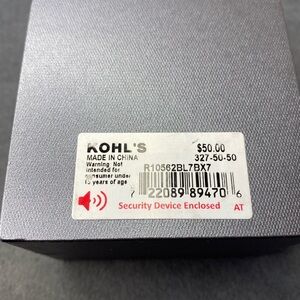 KOHL'S
$50.00
MADE IN CHINA
327-50-50
Warning Not
intended for
consumer under
years of age
R10562BL7BX7
7 22089 89470 6
Security Device Enclosed AT